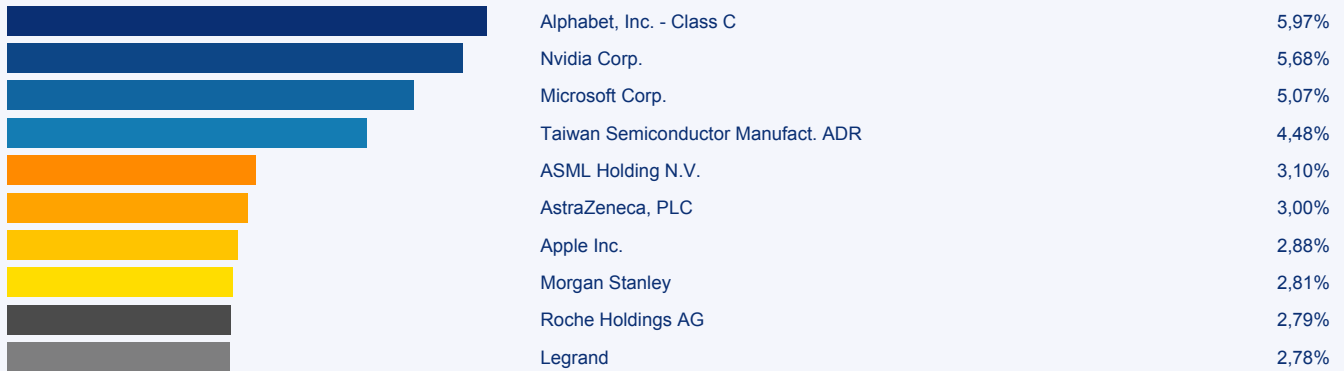 Alphabet, Inc. - Class C 5,97%
Nvidia Corp. 5,68%
Microsoft Corp. 5,07%
Taiwan Semiconductor Manufact. ADR 4,48%
ASML Holding N.V. 3,10%
AstraZeneca, PLC 3,00%
Apple Inc. 2,88%
Morgan Stanley 2,81%
Roche Holdings AG 2,79%
Legrand 2,78%